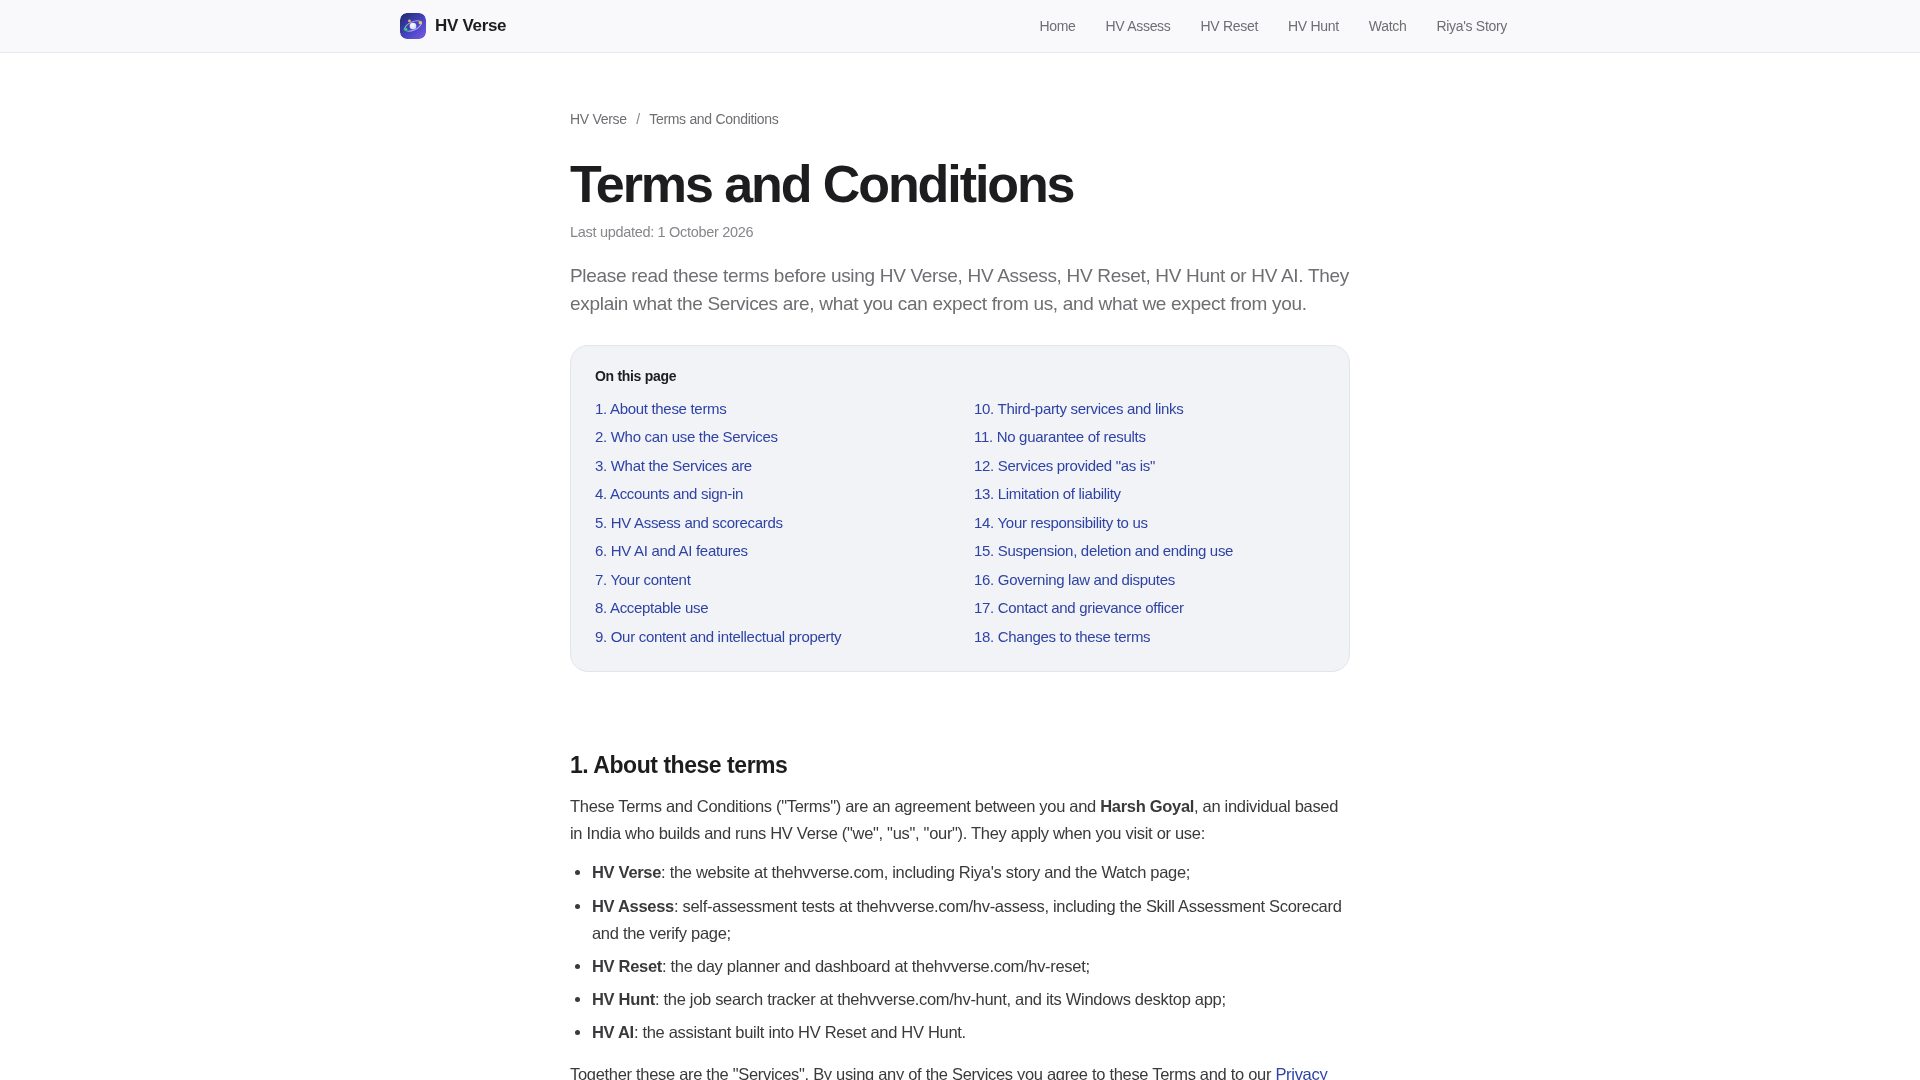 HV Verse
Home
HV Assess
HV Reset
HV Hunt
Watch
Riya's Story
HV Verse / Terms and Conditions
Terms and Conditions
Last updated: 1 October 2026
Please read these terms before using HV Verse, HV Assess, HV Reset, HV Hunt or HV AI. They
explain what the Services are, what you can expect from us, and what we expect from you.
On this page
1. About these terms
2. Who can use the Services
3. What the Services are
4. Accounts and sign-in
5. HV Assess and scorecards
6. HV AI and AI features
7. Your content
8. Acceptable use
9. Our content and intellectual property
10. Third-party services and links
11. No guarantee of results
12. Services provided "as is"
13. Limitation of liability
14. Your responsibility to us
15. Suspension, deletion and ending use
16. Governing law and disputes
17. Contact and grievance officer
18. Changes to these terms
1. About these terms
These Terms and Conditions ("Terms") are an agreement between you and Harsh Goyal, an individual based
in India who builds and runs HV Verse ("we", "us", "our"). They apply when you visit or use:
• HV Verse: the website at thehvverse.com, including Riya's story and the Watch page;
• HV Assess: self-assessment tests at thehvverse.com/hv-assess, including the Skill Assessment Scorecard
and the verify page;
• HV Reset: the day planner and dashboard at thehvverse.com/hv-reset;
• HV Hunt: the job search tracker at thehvverse.com/hv-hunt, and its Windows desktop app;
• HV AI: the assistant built into HV Reset and HV Hunt.
Together these are the "Services". By using any of the Services you agree to these Terms and to our Privacy